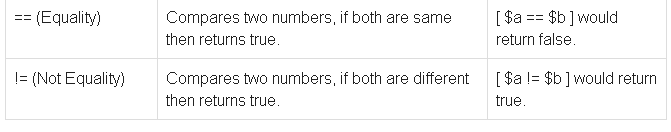 == (Equality)
Compares two numbers, if both are same
then returns true.
[ $a == $b ] would
return false.
!= (Not Equality)
Compares two numbers, if both are different
then returns true.
[ $a != $b ] would return
true.